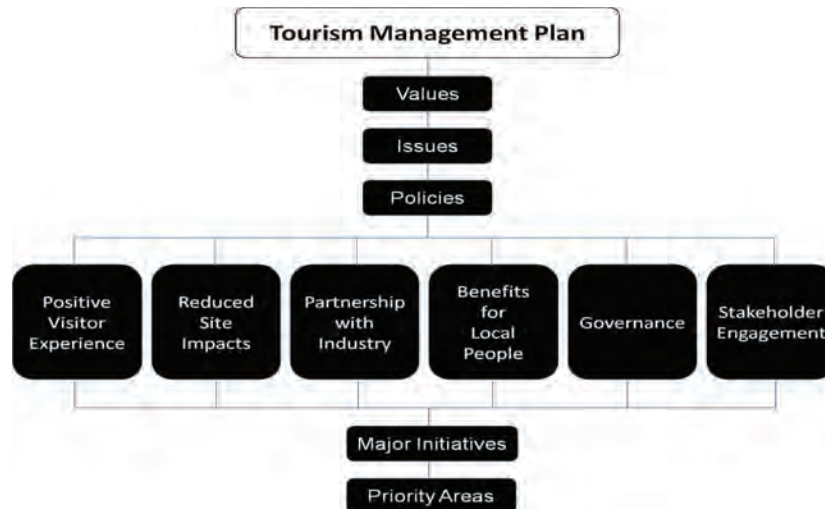 Tourism Management Plan
Values
Issues
Policies
Positive
Visitor
Experience
Reduced
Site
Impacts
Partnership
with
Industry
Benefits
for
Local
People
Governance
Stakeholder
Engagement
Major Initiatives
Priority Areas